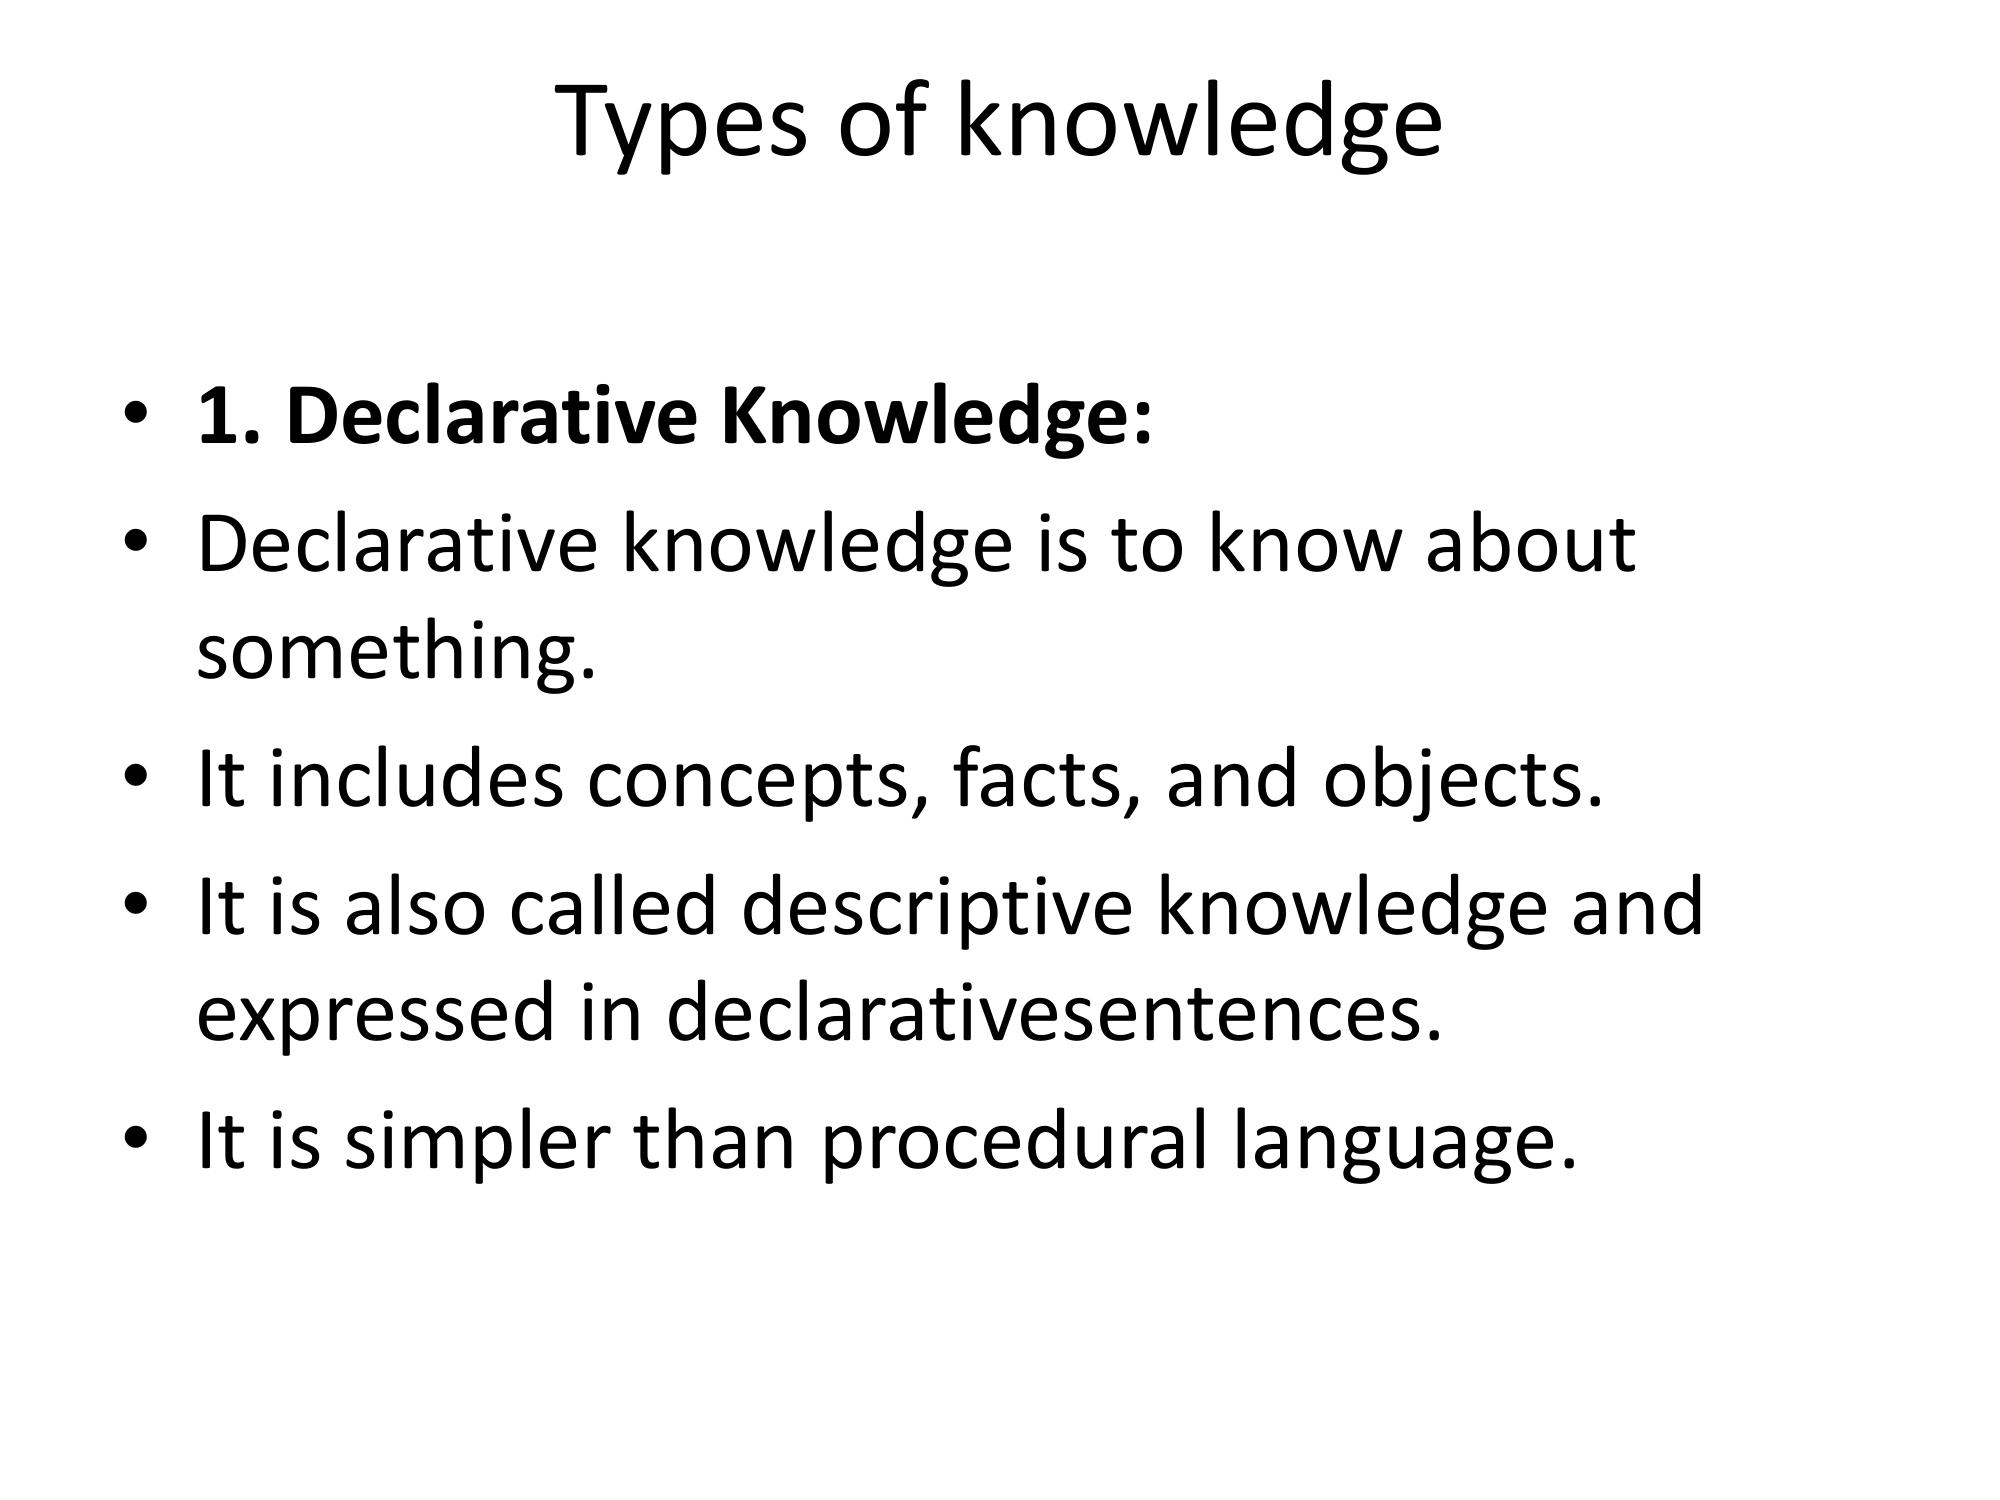 Types of knowledge
• 1. Declarative Knowledge:
• Declarative knowledge is to know about
something.
• It includes concepts, facts, and objects.
• It is also called descriptive knowledge and
expressed in declarativesentences.
• It is simpler than procedural language.